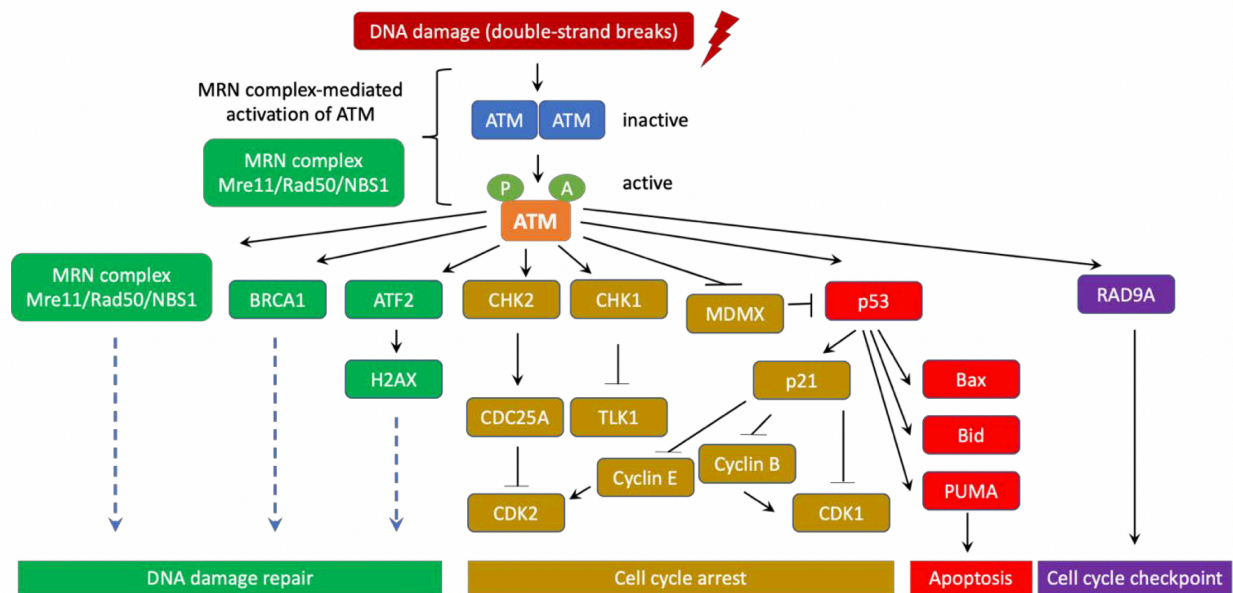 DNA damage (double-strand breaks)
MRN complex-mediated
activation of ATM
ATM ATM
inactive
MRN complex
Mre11/Rad50/NBS1
P A
active
ATM
MRN complex
Mre11/Rad50/NBS1
BRCA1
ATF2
CHK2
CHK1
MDMX
p53
RAD9A
H2AX
p21
Bax
CDC25A
TLK1
Bid
Cyclin E
Cyclin B
PUMA
CDK2
CDK1
DNA damage repair
Cell cycle arrest
Apoptosis
Cell cycle checkpoint